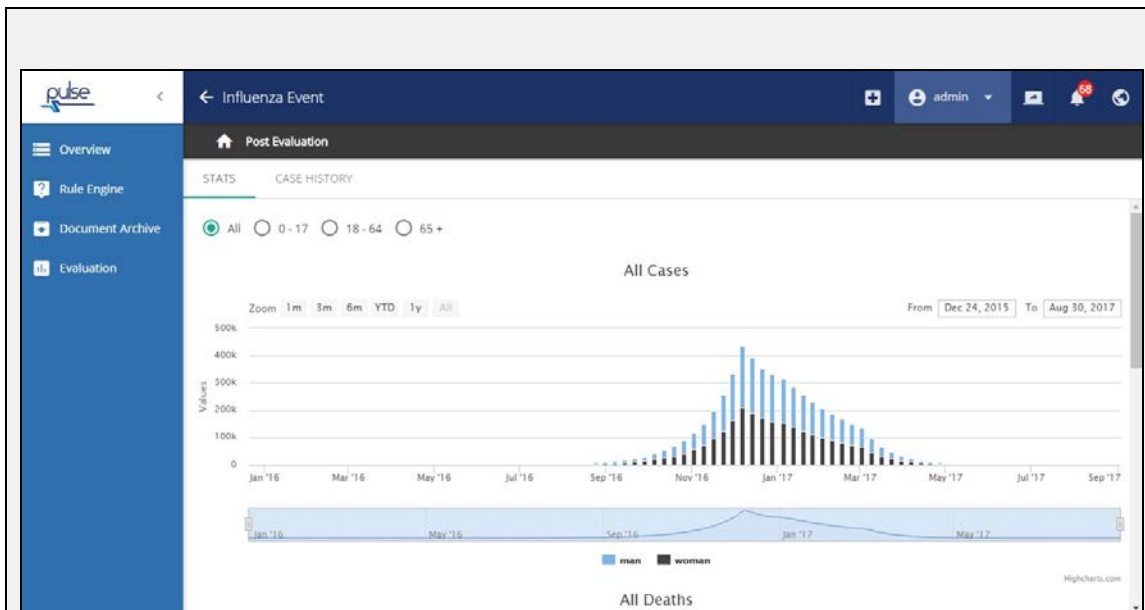 pulse
← Influenza Event
admin
68
Overview
Rule Engine
Document Archive
Evaluation
Post Evaluation
STATS CASE HISTORY
All 0 - 17 18 - 64 65 +
All Cases
Zoom 1m 3m 6m YTD 1y All
From Dec 24, 2015 To Aug 30, 2017
Values
500k
400k
300k
200k
100k
0
Jan '16 Mar '16 May '16 Jul '16 Sep '16 Nov '16 Jan '17 Mar '17 May '17 Jul '17 Sep '17
Jan '16 May '16 Sep '16 Jan '17 May '17
man woman
Highcharts.com
All Deaths